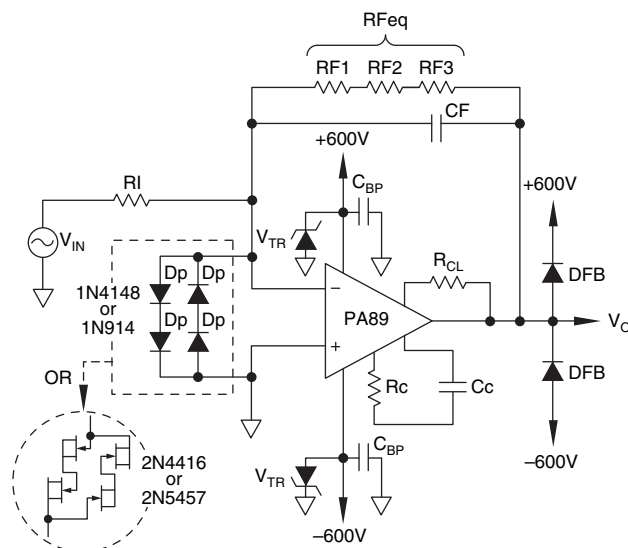 RFeq
RF1 RF2 RF3
CF
+600V
+600V
RI
CBP
VTR
VIN
RCL
Dp Dp
DFB
1N4148
or
1N914
−
PA89
VO
Dp Dp
+
DFB
OR
Rc
Cc
CBP
2N4416
or
2N5457
VTR
−600V
−600V